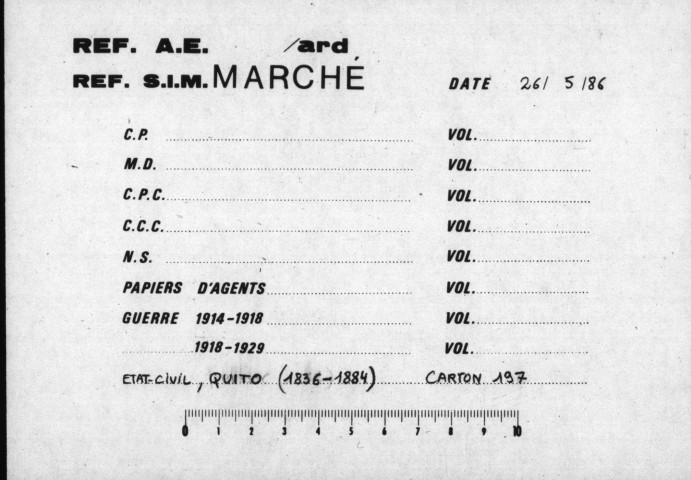 REF. A.E. /ard
REF. S.I.M. MARCHÉ DATE 26/ 5 /86
C.P. VOL.
M.D. VOL.
C.P.C. VOL.
C.C.C. VOL.
N.S. VOL.
PAPIERS D'AGENTS VOL.
GUERRE 1914-1918 VOL.
1918-1929 VOL.
ETAT-CIVIL, QUITO (1836-1884) CARTON 197
0 1 2 3 4 5 6 7 8 9 10